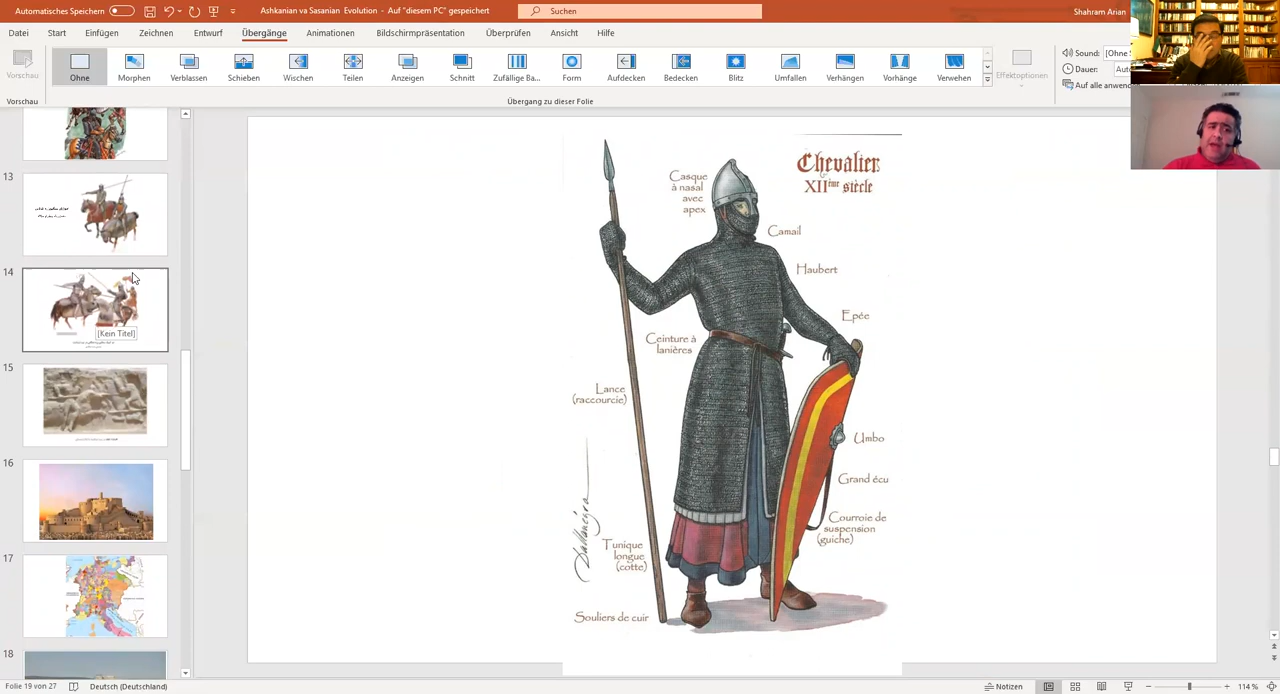 Automatisches Speichern
Ashkanian va Sasanian Evolution - Auf "diesem PC" gespeichert
Suchen
Shahram Arian
Datei
Start
Einfügen
Zeichnen
Entwurf
Übergänge
Animationen
Bildschirmpräsentation
Überprüfen
Ansicht
Hilfe
Vorschau
Ohne
Morphen
Verblassen
Schieben
Wischen
Teilen
Anzeigen
Schnitt
Zufällige Ba...
Form
Aufdecken
Bedecken
Blitz
Umfallen
Verhängen
Vorhänge
Verwehen
Effektoptionen
Sound:
[Ohne
Dauer:
Auf alle
Vorschau
Übergang zu dieser Folie
13
14
[Kein Titel]
15
16
17
18
Chevalier
XIIème siècle
Casque
à nasal
avec
apex
Camail
Haubert
Epée
Ceinture à
lanières
Lance
(raccourcie)
Umbo
Grand écu
Courroie de
suspension
(guiche)
Tunique
longue
(cotte)
Souliers de cuir
Folie 19 von 27
Deutsch (Deutschland)
Notizen
114 %